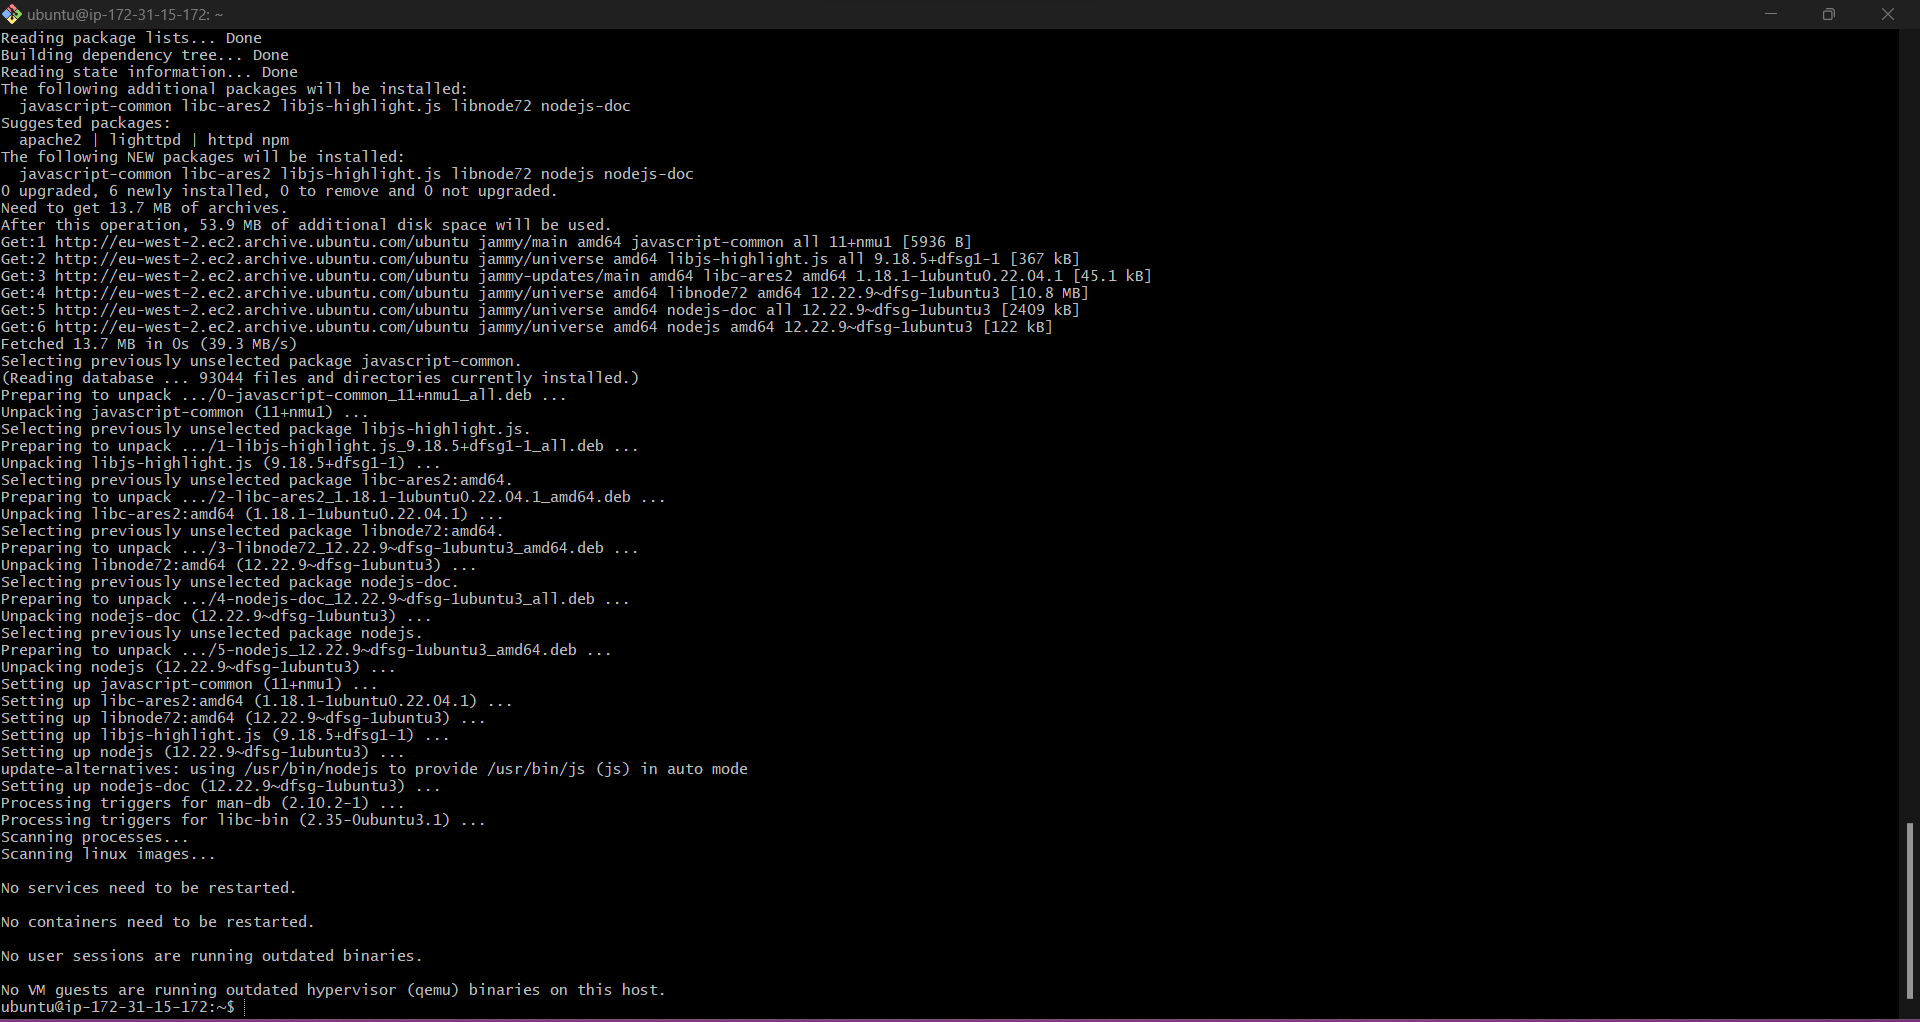 ubuntu@ip-172-31-15-172: ~
Reading package lists... Done
Building dependency tree... Done
Reading state information... Done
The following additional packages will be installed:
  javascript-common libc-ares2 libjs-highlight.js libnode72 nodejs-doc
Suggested packages:
  apache2 | lighttpd | httpd npm
The following NEW packages will be installed:
  javascript-common libc-ares2 libjs-highlight.js libnode72 nodejs nodejs-doc
0 upgraded, 6 newly installed, 0 to remove and 0 not upgraded.
Need to get 13.7 MB of archives.
After this operation, 53.9 MB of additional disk space will be used.
Get:1 http://eu-west-2.ec2.archive.ubuntu.com/ubuntu jammy/main amd64 javascript-common all 11+nmu1 [5936 B]
Get:2 http://eu-west-2.ec2.archive.ubuntu.com/ubuntu jammy/universe amd64 libjs-highlight.js all 9.18.5+dfsg1-1 [367 kB]
Get:3 http://eu-west-2.ec2.archive.ubuntu.com/ubuntu jammy-updates/main amd64 libc-ares2 amd64 1.18.1-1ubuntu0.22.04.1 [45.1 kB]
Get:4 http://eu-west-2.ec2.archive.ubuntu.com/ubuntu jammy/universe amd64 libnode72 amd64 12.22.9~dfsg-1ubuntu3 [10.8 MB]
Get:5 http://eu-west-2.ec2.archive.ubuntu.com/ubuntu jammy/universe amd64 nodejs-doc all 12.22.9~dfsg-1ubuntu3 [2409 kB]
Get:6 http://eu-west-2.ec2.archive.ubuntu.com/ubuntu jammy/universe amd64 nodejs amd64 12.22.9~dfsg-1ubuntu3 [122 kB]
Fetched 13.7 MB in 0s (39.3 MB/s)
Selecting previously unselected package javascript-common.
(Reading database ... 93044 files and directories currently installed.)
Preparing to unpack .../0-javascript-common_11+nmu1_all.deb ...
Unpacking javascript-common (11+nmu1) ...
Selecting previously unselected package libjs-highlight.js.
Preparing to unpack .../1-libjs-highlight.js_9.18.5+dfsg1-1_all.deb ...
Unpacking libjs-highlight.js (9.18.5+dfsg1-1) ...
Selecting previously unselected package libc-ares2:amd64.
Preparing to unpack .../2-libc-ares2_1.18.1-1ubuntu0.22.04.1_amd64.deb ...
Unpacking libc-ares2:amd64 (1.18.1-1ubuntu0.22.04.1) ...
Selecting previously unselected package libnode72:amd64.
Preparing to unpack .../3-libnode72_12.22.9~dfsg-1ubuntu3_amd64.deb ...
Unpacking libnode72:amd64 (12.22.9~dfsg-1ubuntu3) ...
Selecting previously unselected package nodejs-doc.
Preparing to unpack .../4-nodejs-doc_12.22.9~dfsg-1ubuntu3_all.deb ...
Unpacking nodejs-doc (12.22.9~dfsg-1ubuntu3) ...
Selecting previously unselected package nodejs.
Preparing to unpack .../5-nodejs_12.22.9~dfsg-1ubuntu3_amd64.deb ...
Unpacking nodejs (12.22.9~dfsg-1ubuntu3) ...
Setting up javascript-common (11+nmu1) ...
Setting up libc-ares2:amd64 (1.18.1-1ubuntu0.22.04.1) ...
Setting up libnode72:amd64 (12.22.9~dfsg-1ubuntu3) ...
Setting up libjs-highlight.js (9.18.5+dfsg1-1) ...
Setting up nodejs (12.22.9~dfsg-1ubuntu3) ...
update-alternatives: using /usr/bin/nodejs to provide /usr/bin/js (js) in auto mode
Setting up nodejs-doc (12.22.9~dfsg-1ubuntu3) ...
Processing triggers for man-db (2.10.2-1) ...
Processing triggers for libc-bin (2.35-0ubuntu3.1) ...
Scanning processes...
Scanning linux images...
No services need to be restarted.
No containers need to be restarted.
No user sessions are running outdated binaries.
No VM guests are running outdated hypervisor (qemu) binaries on this host.
ubuntu@ip-172-31-15-172:~$